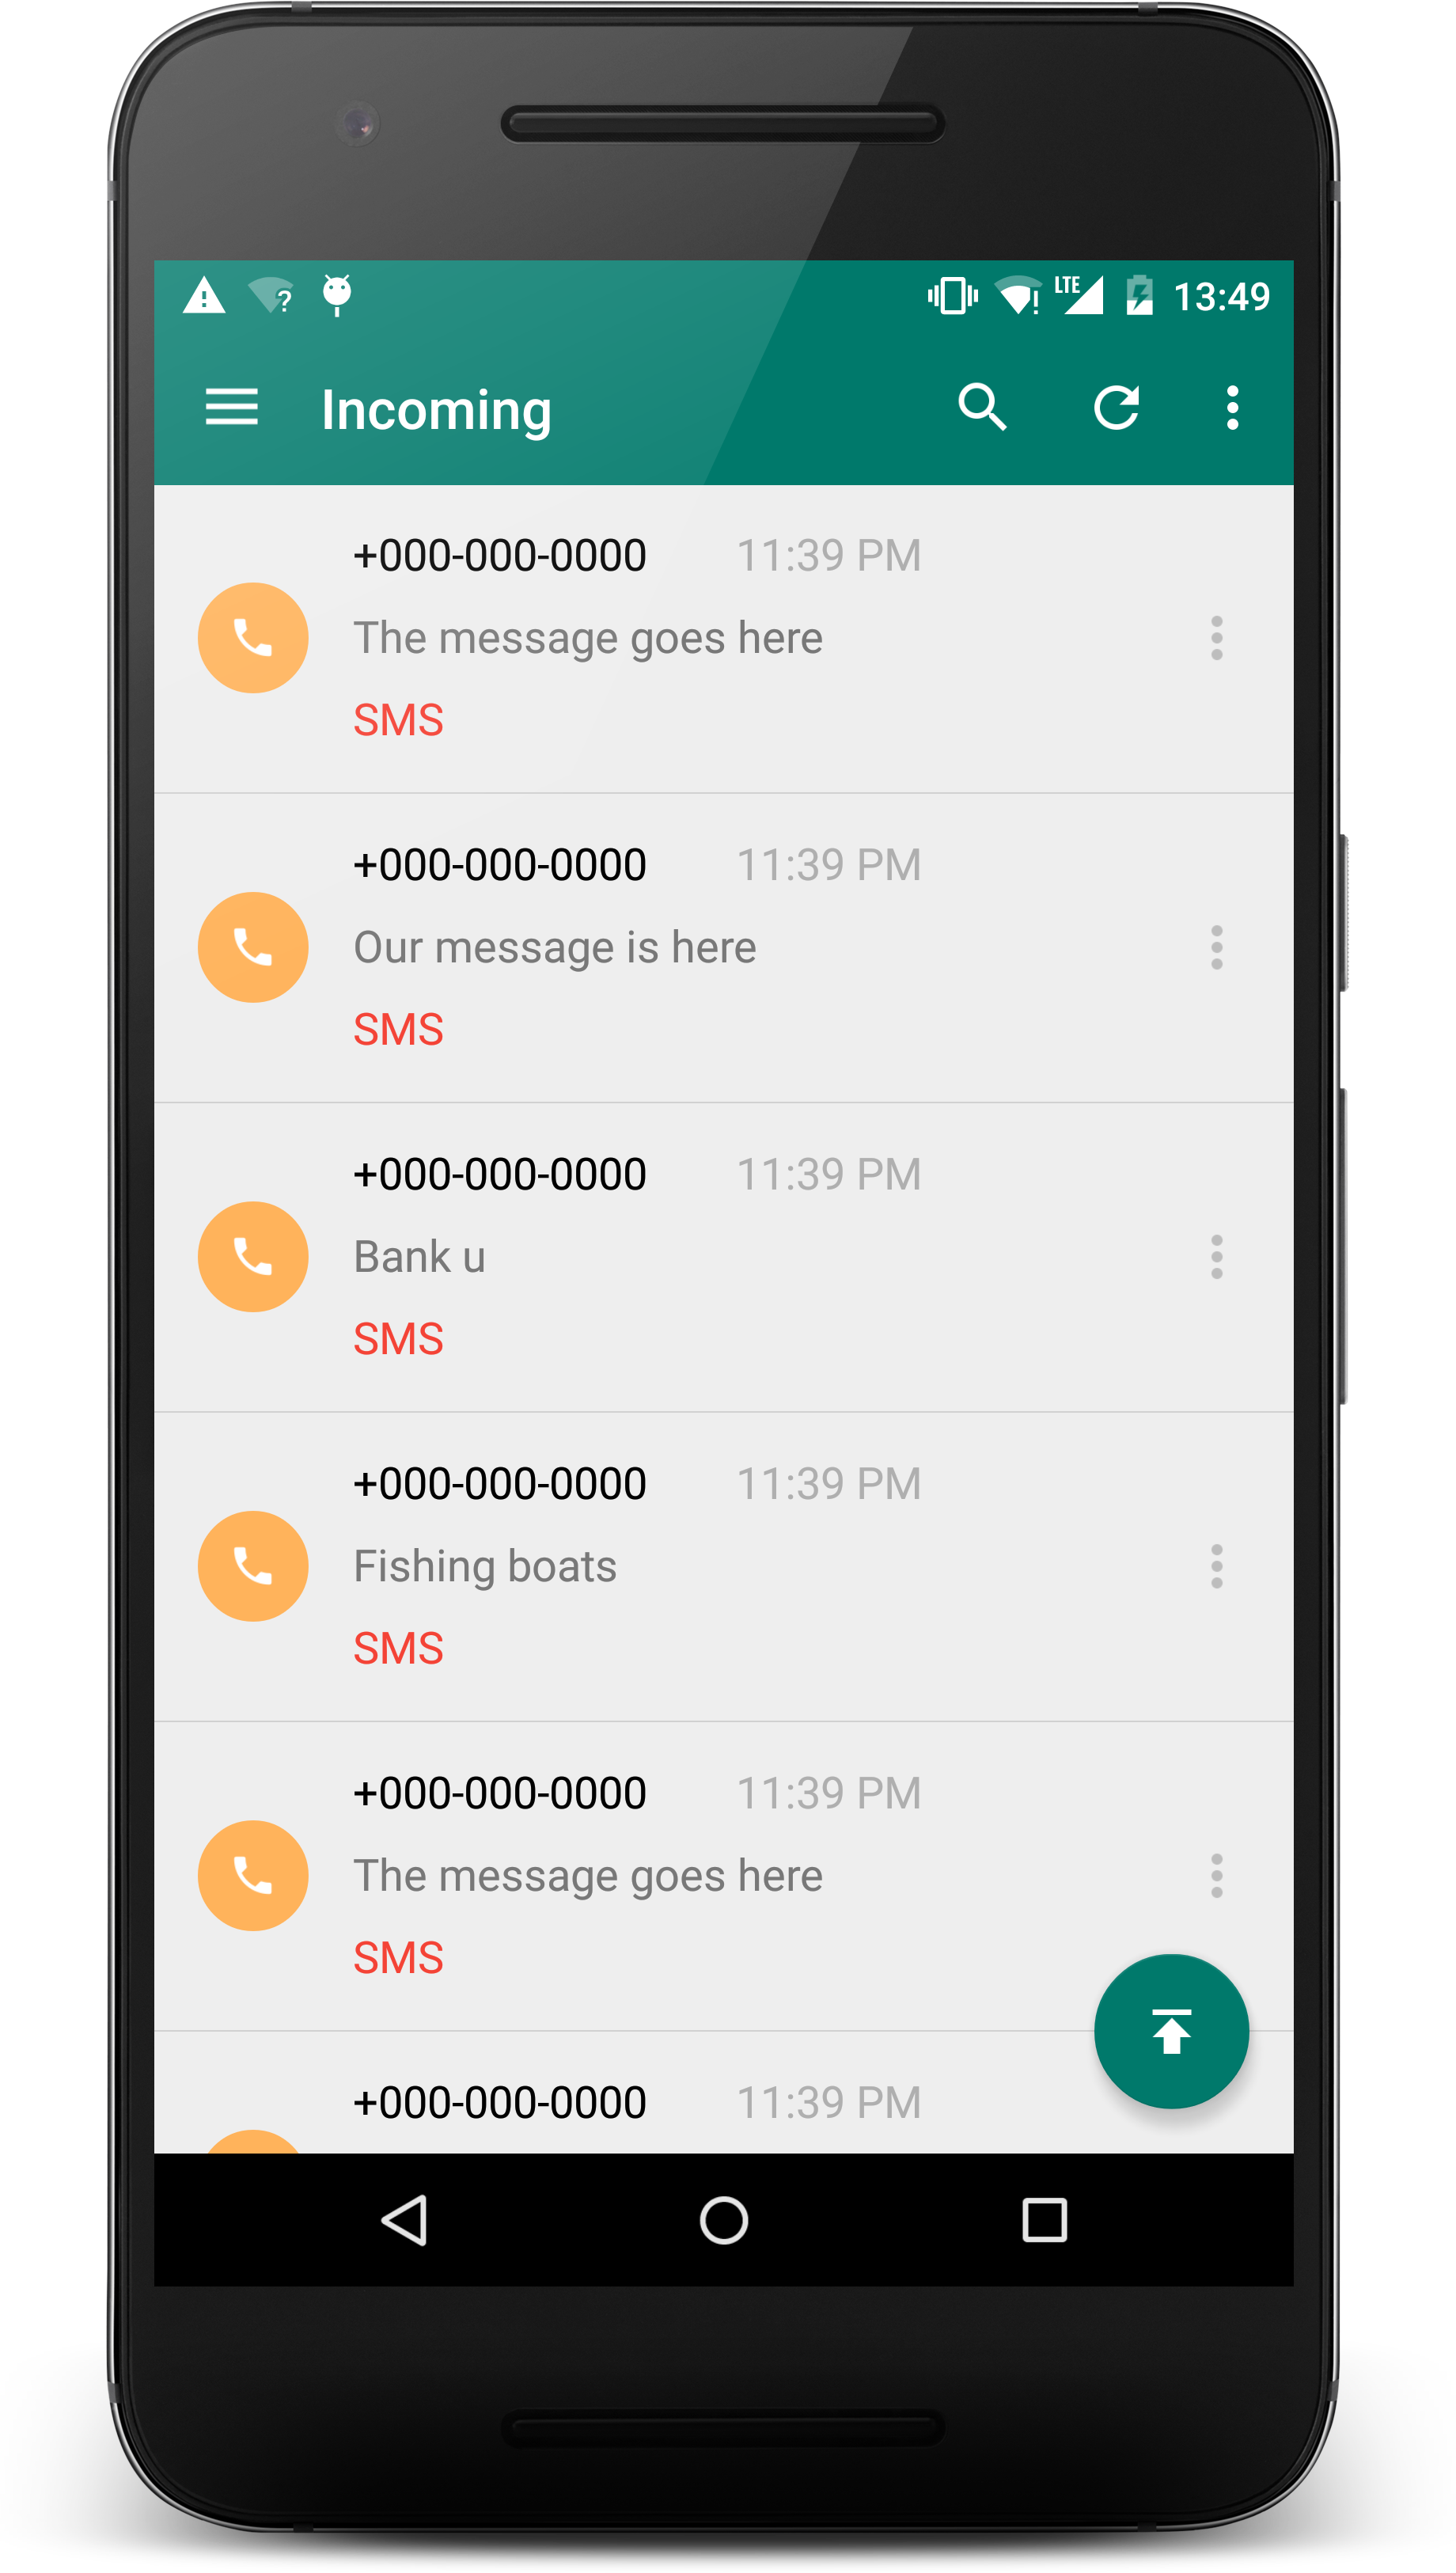 LTE 13:49
Incoming
+000-000-0000 11:39 PM
The message goes here
SMS
+000-000-0000 11:39 PM
Our message is here
SMS
+000-000-0000 11:39 PM
Bank u
SMS
+000-000-0000 11:39 PM
Fishing boats
SMS
+000-000-0000 11:39 PM
The message goes here
SMS
+000-000-0000 11:39 PM